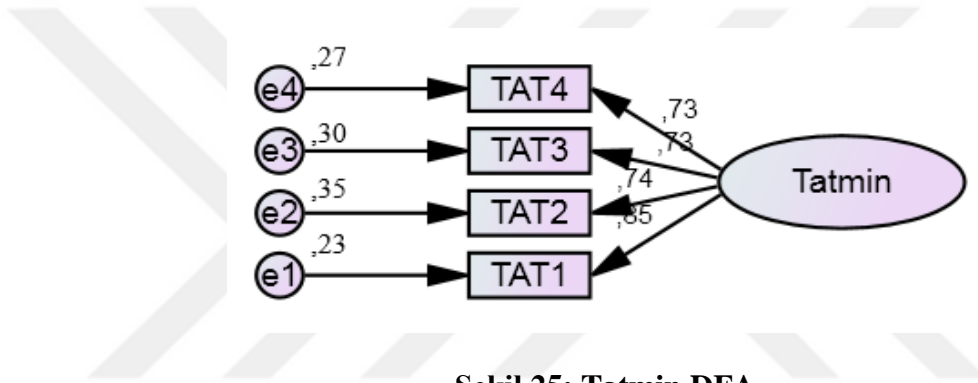 ,27
e4 TAT4 ,73
,30
e3 TAT3 ,73
,35 ,74
e2 TAT2 Tatmin
,23 ,85
e1 TAT1
Şekil 25: Tatmin DFA